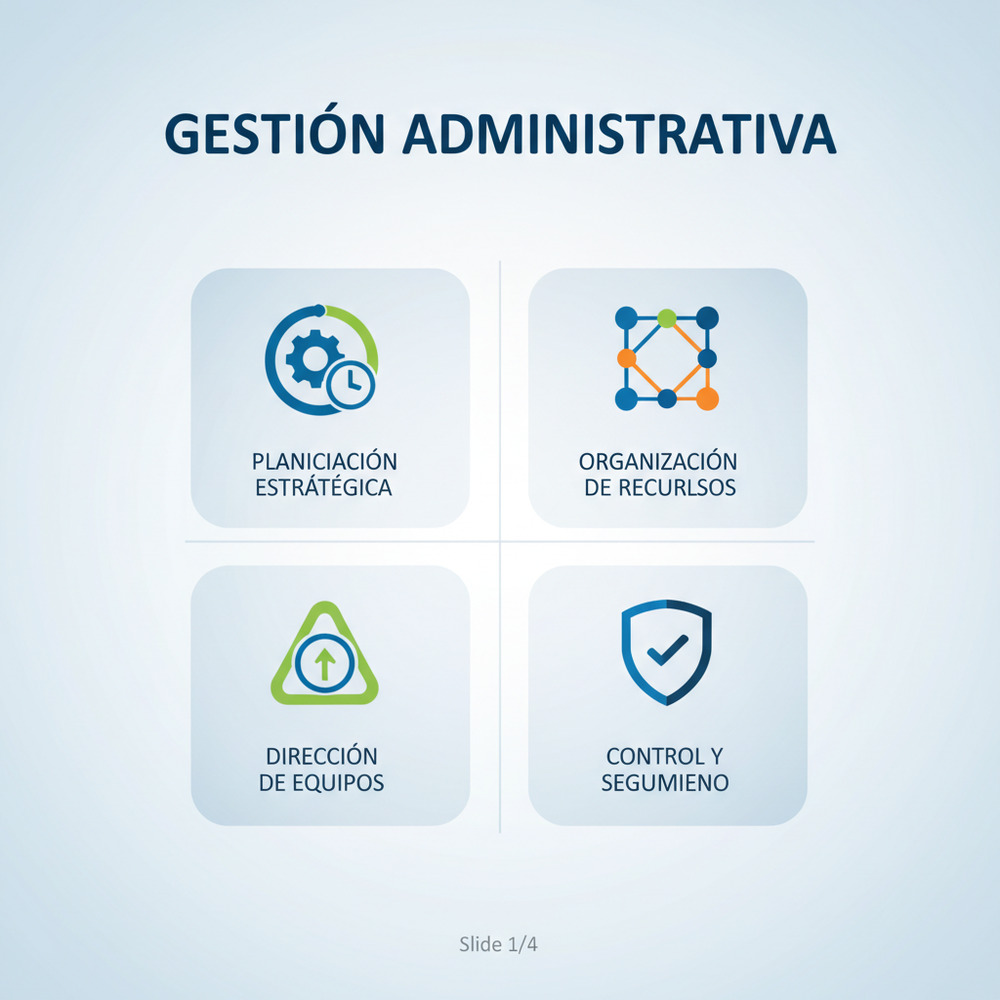 GESTIÓN ADMINISTRATIVA
PLANICIACIÓN
ESTRÁTÉGICA
ORGANIZACIÓN
DE RECURLSOS
DIRECCIÓN
DE EQUIPOS
CONTROL Y
SEGUMIENO
Slide 1/4